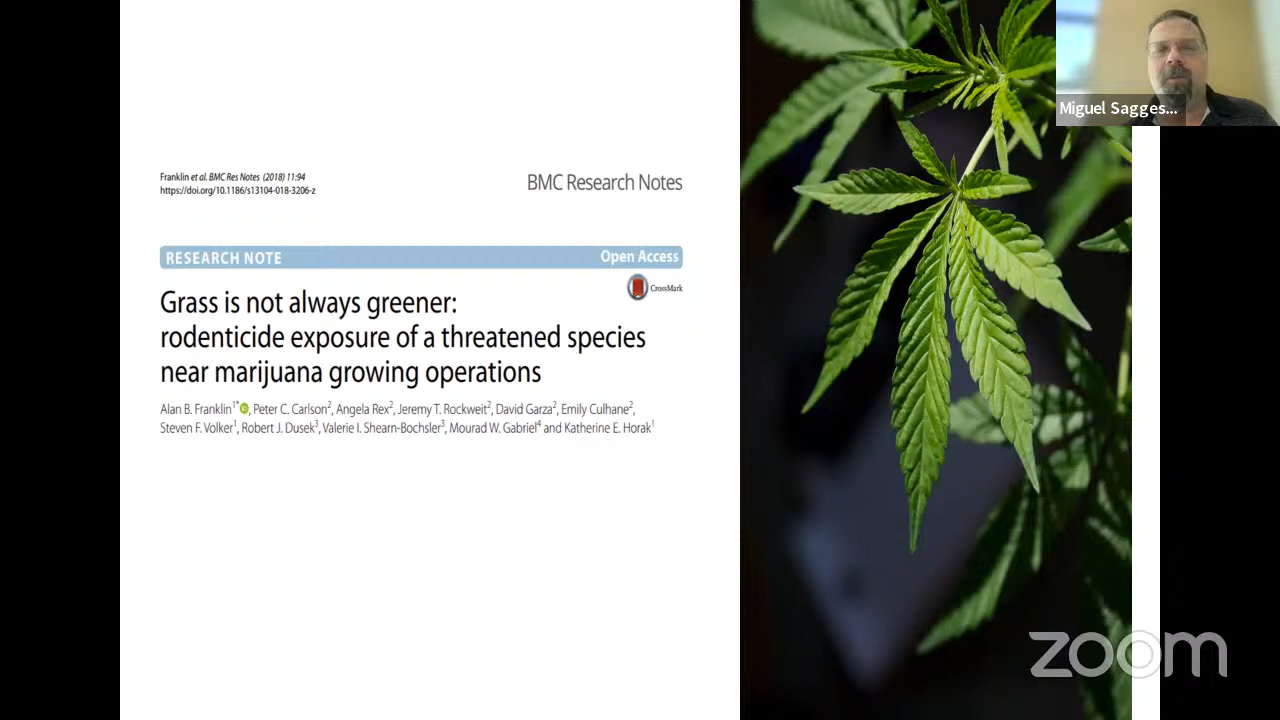 Miguel Sagges...
Franklin et al. BMC Res Notes (2018) 11:94
https://doi.org/10.1186/s13104-018-3206-z
BMC Research Notes
RESEARCH NOTE
Open Access
CrossMark
Grass is not always greener:
rodenticide exposure of a threatened species
near marijuana growing operations
Alan B. Franklin1*, Peter C. Carlson2, Angela Rex2, Jeremy T. Rockweit2, David Garza2, Emily Culhane2,
Steven F. Volker1, Robert J. Dusek3, Valerie I. Shearn-Bochsler3, Mourad W. Gabriel4 and Katherine E. Horak1
zoom